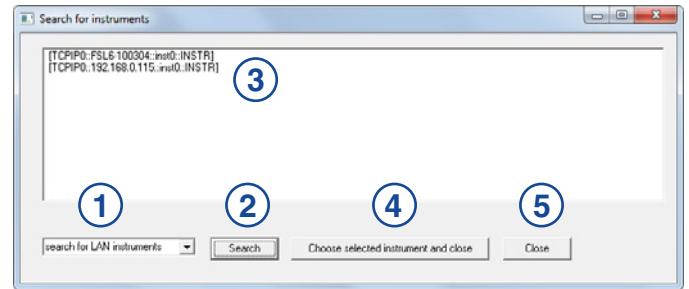 Search for instruments
[TCPIP0::FSL6-100304::inst0::INSTR]
[TCPIP0::192.168.0.115::inst0::INSTR]
3
1
2
4
5
search for LAN instruments
Search
Choose selected instrument and close
Close